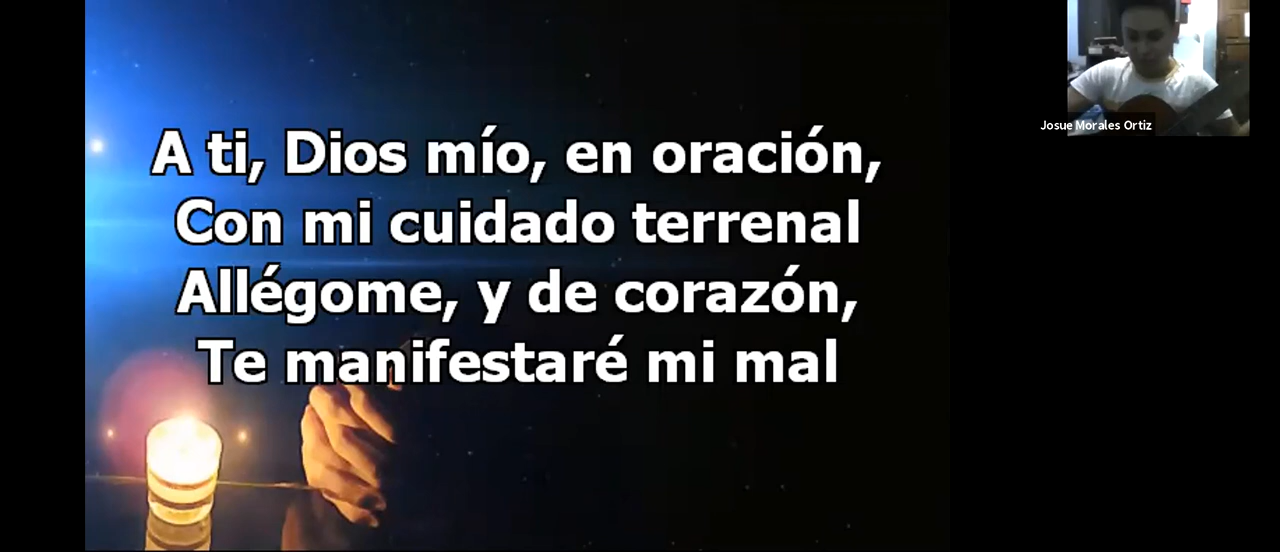 A ti, Dios mío, en oración,
Con mi cuidado terrenal
Allégome, y de corazón,
Te manifestaré mi mal
Josue Morales Ortiz